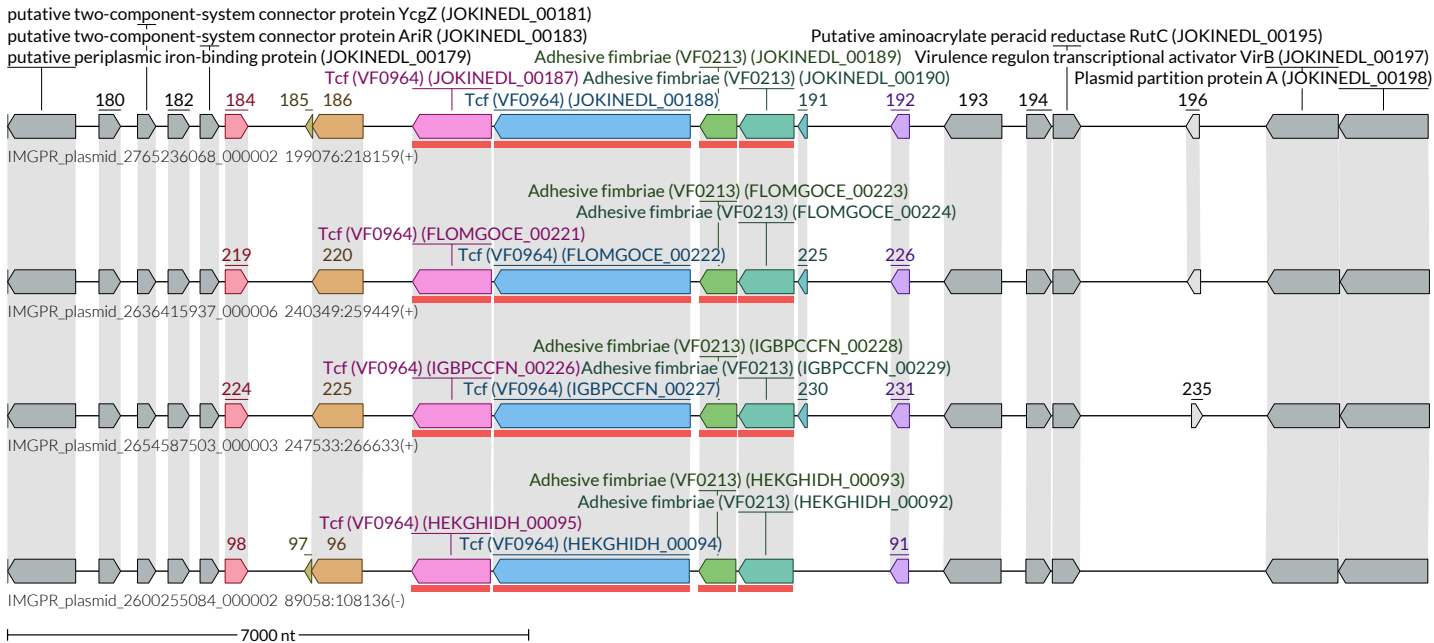 putative two-component-system connector protein YcgZ (JOKINEDL_00181)
putative two-component-system connector protein AriR (JOKINEDL_00183) Putative aminoacrylate peracid reductase RutC (JOKINEDL_00195)
putative periplasmic iron-binding protein (JOKINEDL_00179) Adhesive fimbriae (VF0213) (JOKINEDL_00189) Virulence regulon transcriptional activator VirB (JOKINEDL_00197)
Tcf (VF0964) (JOKINEDL_00187) Adhesive fimbriae (VF0213) (JOKINEDL_00190) Plasmid partition protein A (JOKINEDL_00198)
180 182 184 185 186 Tcf (VF0964) (JOKINEDL_00188) 191 192 193 194 196
IMGPR_plasmid_2765236068_000002 199076:218159(+)
Adhesive fimbriae (VF0213) (FLOMGOCE_00223)
Adhesive fimbriae (VF0213) (FLOMGOCE_00224)
Tcf (VF0964) (FLOMGOCE_00221)
219 220 Tcf (VF0964) (FLOMGOCE_00222) 225 226
IMGPR_plasmid_2636415937_000006 240349:259449(+)
Adhesive fimbriae (VF0213) (IGBPCCFN_00228)
Tcf (VF0964) (IGBPCCFN_00226) Adhesive fimbriae (VF0213) (IGBPCCFN_00229)
224 225 Tcf (VF0964) (IGBPCCFN_00227) 230 231 235
IMGPR_plasmid_2654587503_000003 247533:266633(+)
Adhesive fimbriae (VF0213) (HEKGHIDH_00093)
Adhesive fimbriae (VF0213) (HEKGHIDH_00092)
Tcf (VF0964) (HEKGHIDH_00095)
98 97 96 Tcf (VF0964) (HEKGHIDH_00094) 91
IMGPR_plasmid_2600255084_000002 89058:108136(-)
7000 nt